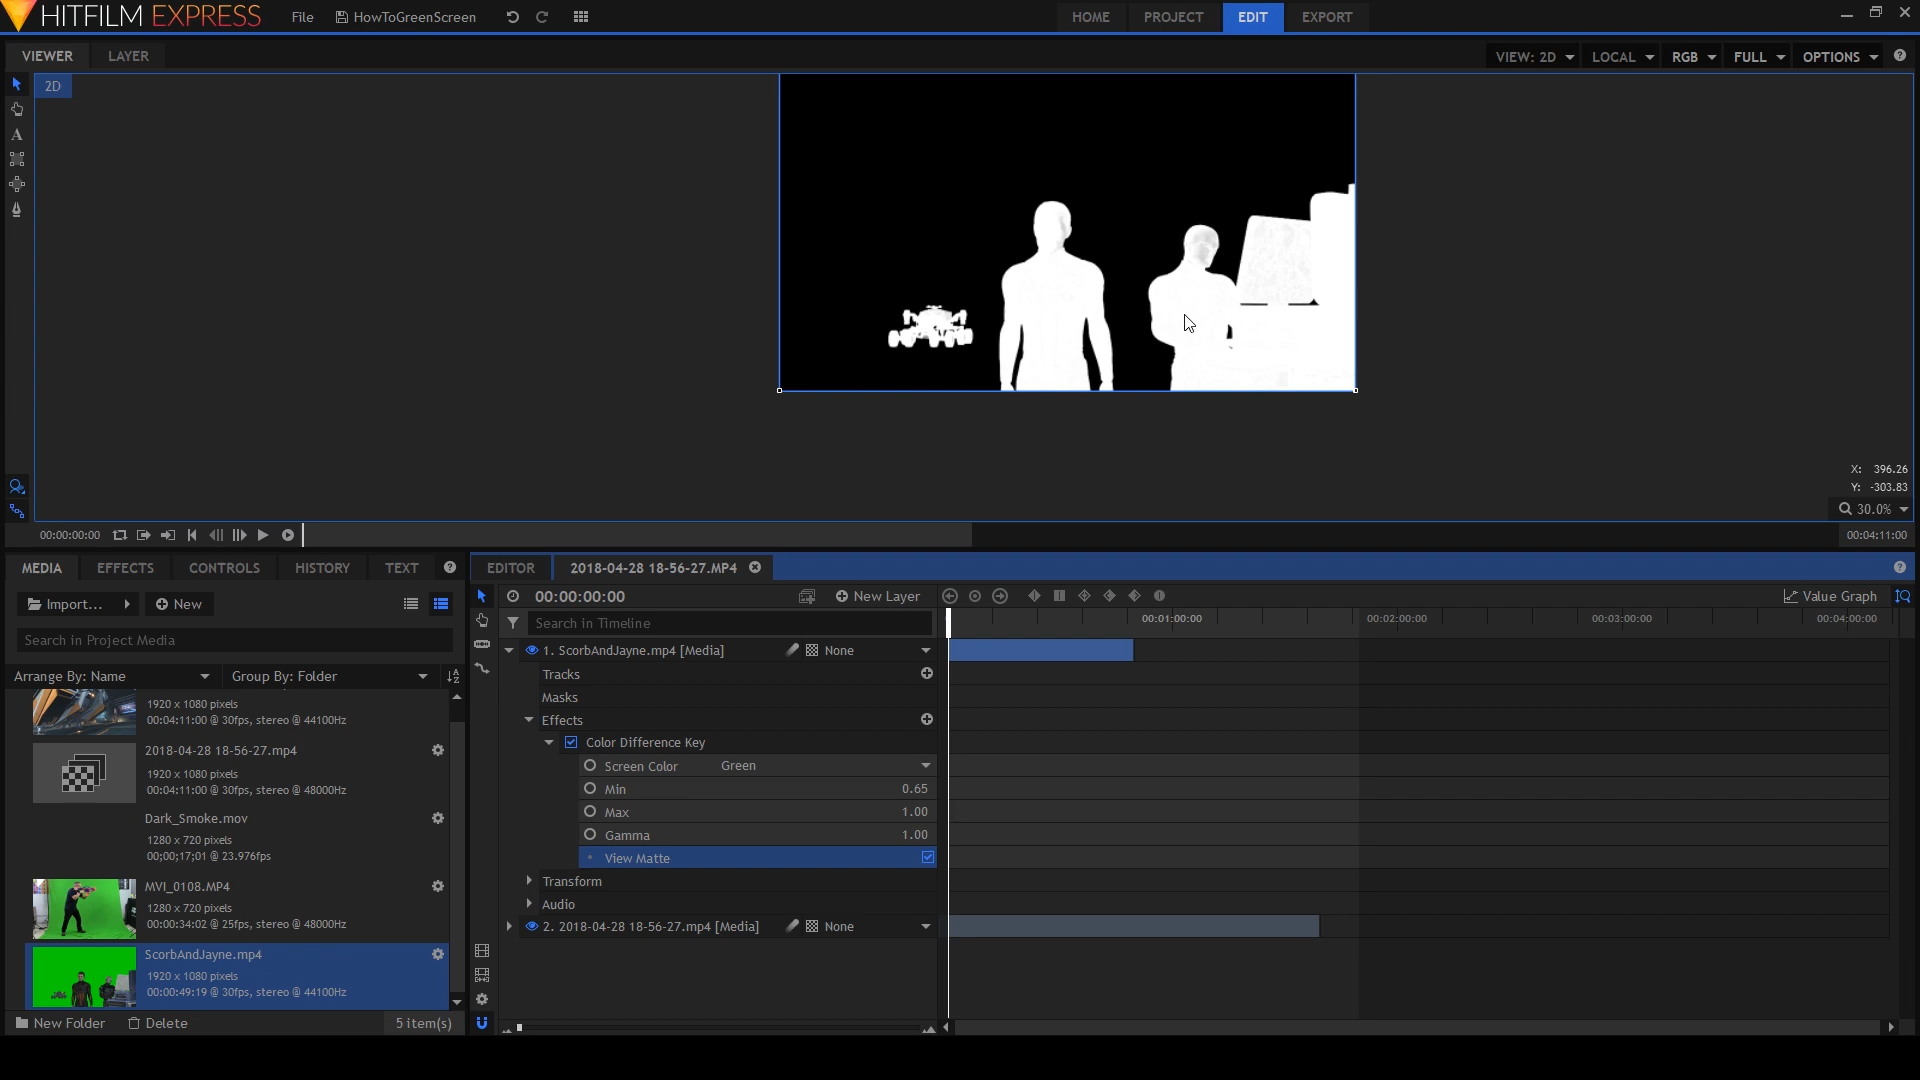 HITFILM EXPRESS File HowToGreenScreen HOME PROJECT EDIT EXPORT
VIEWER LAYER VIEW: 2D LOCAL RGB FULL OPTIONS
2D
A
X: 396.26
Y: -303.83
30.0%
00:00:00:00 00:04:11:00
MEDIA EFFECTS CONTROLS HISTORY TEXT
Import... New
Search in Project Media
Arrange By: Name Group By: Folder
1920 x 1080 pixels
00:04:11:00 @ 30fps, stereo @ 44100Hz
2018-04-28 18-56-27.mp4
1920 x 1080 pixels
00:04:11:00 @ 30fps, stereo @ 48000Hz
Dark_Smoke.mov
1280 x 720 pixels
00;00;17;01 @ 23.976fps
MVI_0108.MP4
1280 x 720 pixels
00:00:34:02 @ 25fps, stereo @ 48000Hz
ScorbAndJayne.mp4
1920 x 1080 pixels
00:00:49:19 @ 30fps, stereo @ 44100Hz
New Folder Delete 5 item(s)
EDITOR 2018-04-28 18-56-27.MP4
00:00:00:00 New Layer Value Graph
Search in Timeline
00:01:00:00 00:02:00:00 00:03:00:00 00:04:00:00
1. ScorbAndJayne.mp4 [Media] None
Tracks
Masks
Effects
Color Difference Key
Screen Color Green
Min 0.65
Max 1.00
Gamma 1.00
View Matte
Transform
Audio
2. 2018-04-28 18-56-27.mp4 [Media] None